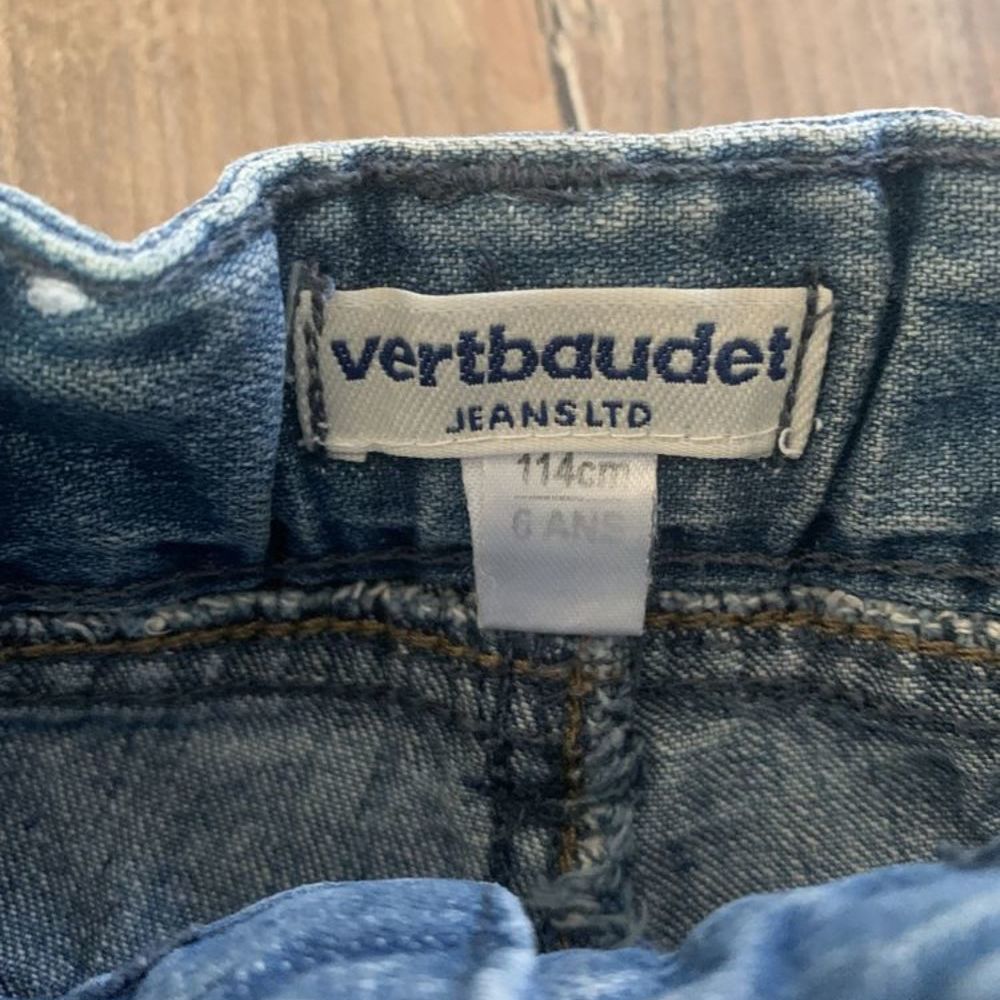 vertbaudet
JEANS LTD
114cm
6 ANS